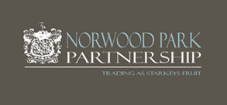 NORWOOD PARK
PARTNERSHIP
TRADING AS STARKEYS FRUIT